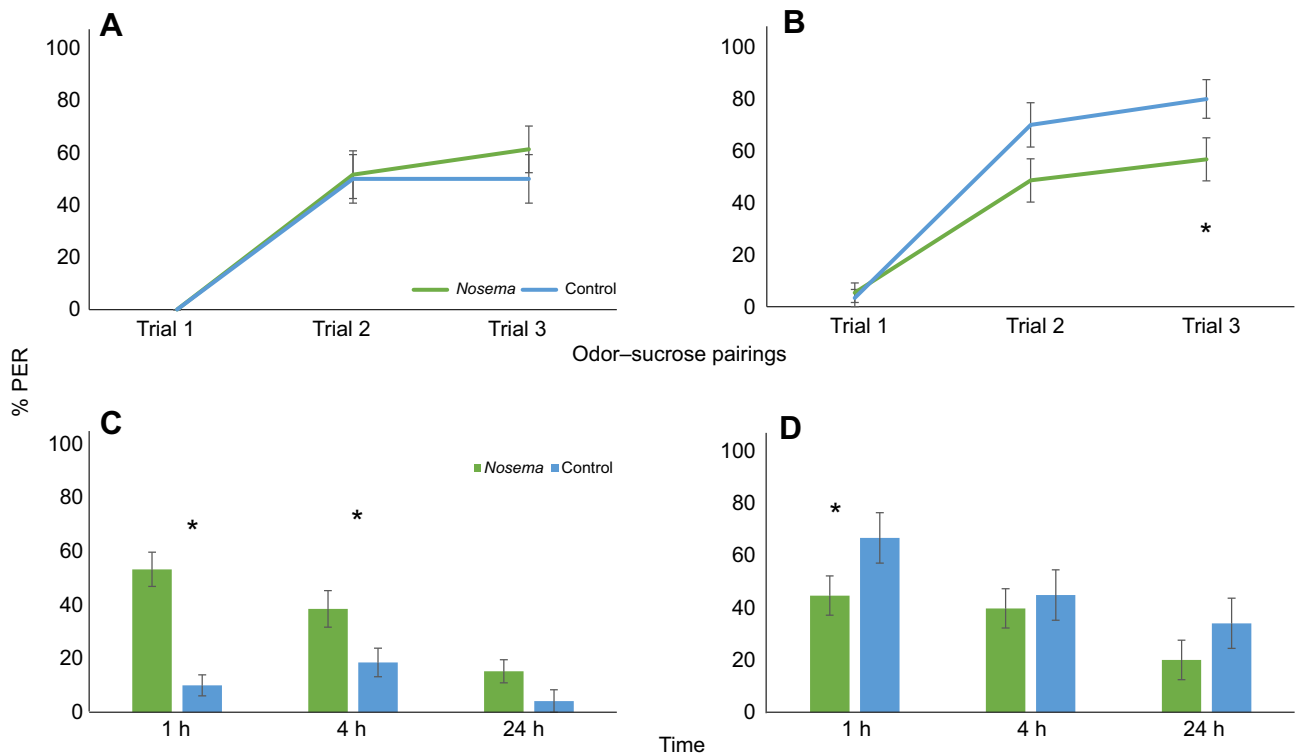 A
100
80
60
40
20
0
Nosema Control
Trial 1 Trial 2 Trial 3
B
100
80
60
40
20
0
*
Trial 1 Trial 2 Trial 3
Odor–sucrose pairings
% PER
C
100
80
60
40
20
0
Nosema Control
* *
1 h 4 h 24 h
D
100
80
60
40
20
0
*
1 h 4 h 24 h
Time